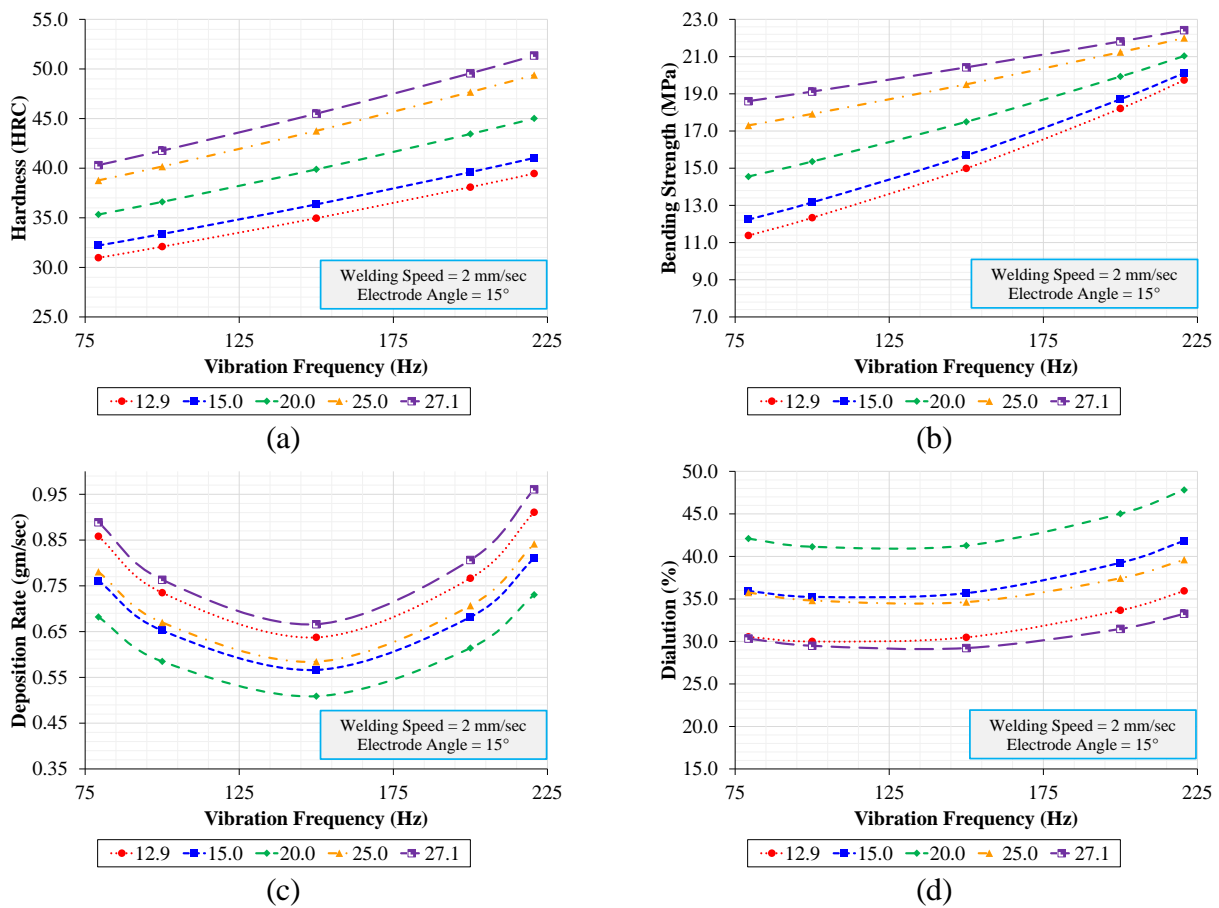 Hardness (HRC)
55.0
50.0
45.0
40.0
35.0
30.0
25.0
75 125 175 225
Vibration Frequency (Hz)
Welding Speed = 2 mm/sec
Electrode Angle = 15°
12.9 15.0 20.0 25.0 27.1
(a)
Bending Strength (MPa)
23.0
21.0
19.0
17.0
15.0
13.0
11.0
9.0
7.0
75 125 175 225
Vibration Frequency (Hz)
Welding Speed = 2 mm/sec
Electrode Angle = 15°
12.9 15.0 20.0 25.0 27.1
(b)
Deposition Rate (gm/sec)
0.95
0.85
0.75
0.65
0.55
0.45
0.35
75 125 175 225
Vibration Frequency (Hz)
Welding Speed = 2 mm/sec
Electrode Angle = 15°
12.9 15.0 20.0 25.0 27.1
(c)
Dialution (%)
50.0
45.0
40.0
35.0
30.0
25.0
20.0
15.0
75 125 175 225
Vibration Frequency (Hz)
Welding Speed = 2 mm/sec
Electrode Angle = 15°
12.9 15.0 20.0 25.0 27.1
(d)